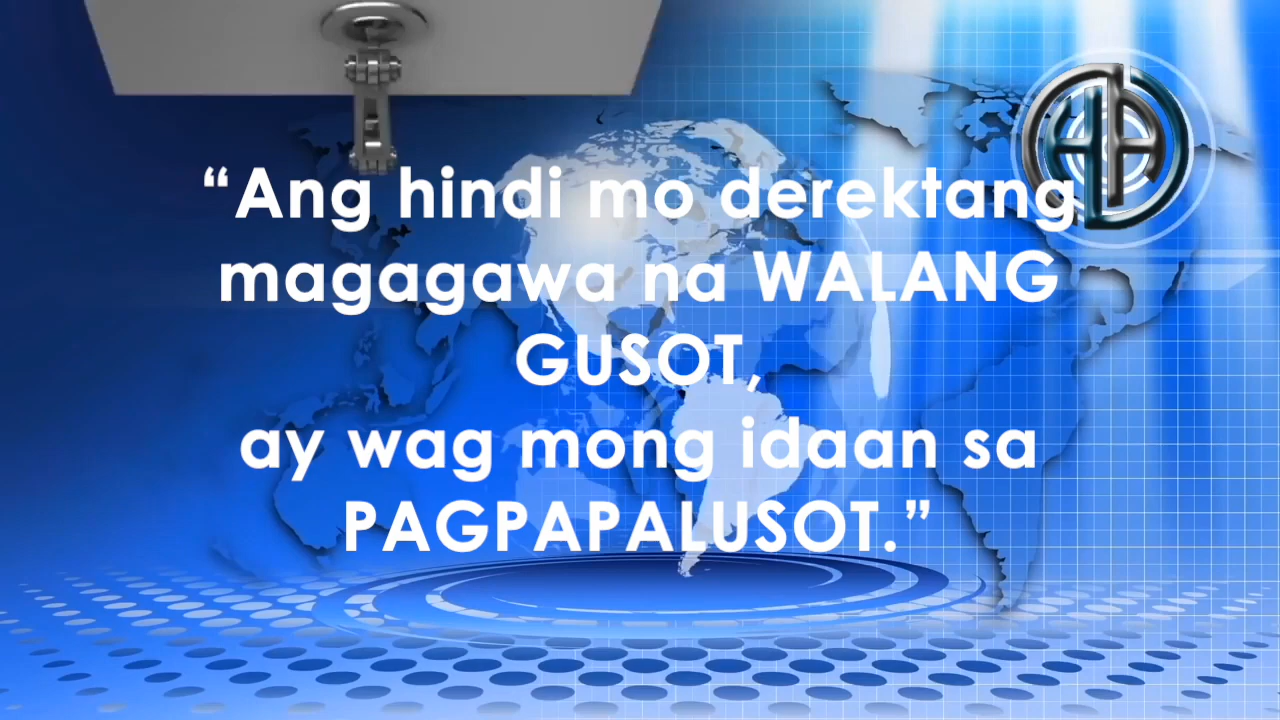 “Ang hindi mo derektang
magagawa na WALANG
GUSOT,
ay wag mong idaan sa
PAGPAPALUSOT.”